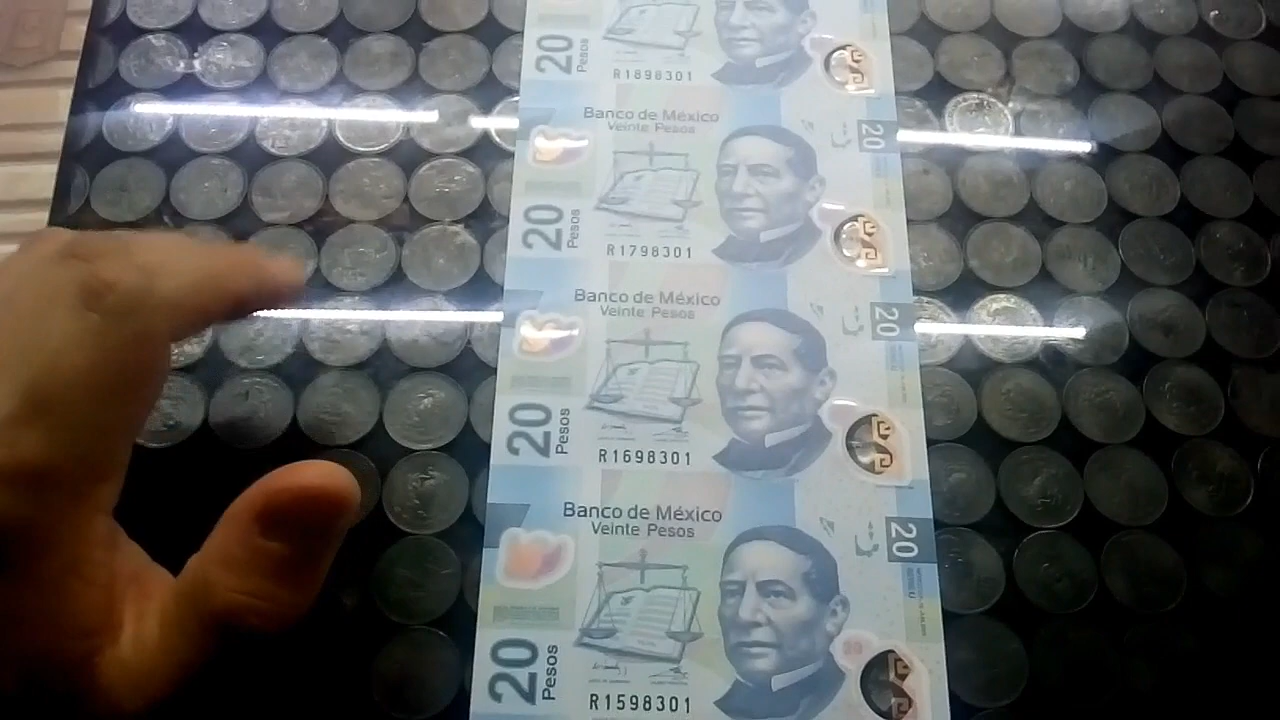 20
Pesos
R1898301
Banco de México
Veinte Pesos
20
20
Pesos
R1798301
Banco de México
Veinte Pesos
20
20
Pesos
R1698301
Banco de México
Veinte Pesos
20
20
Pesos
R1598301